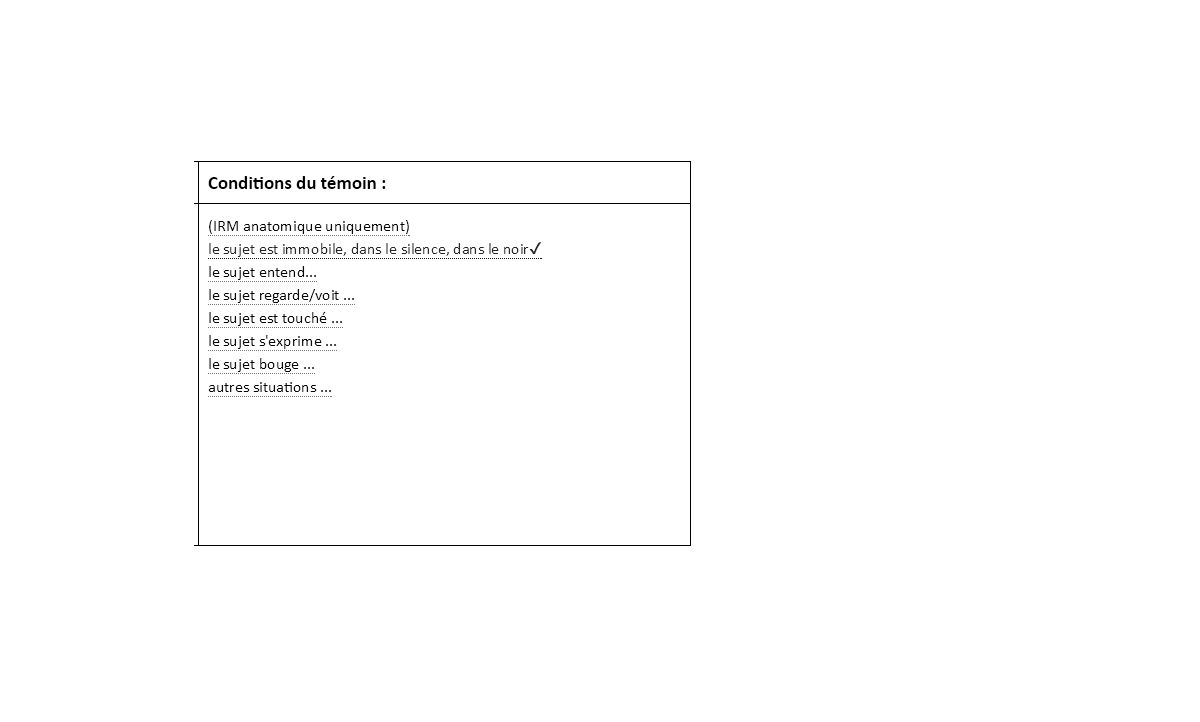 Conditions du témoin :
(IRM anatomique uniquement)
le sujet est immobile, dans le silence, dans le noir✓
le sujet entend...
le sujet regarde/voit ...
le sujet est touché ...
le sujet s'exprime ...
le sujet bouge ...
autres situations ...